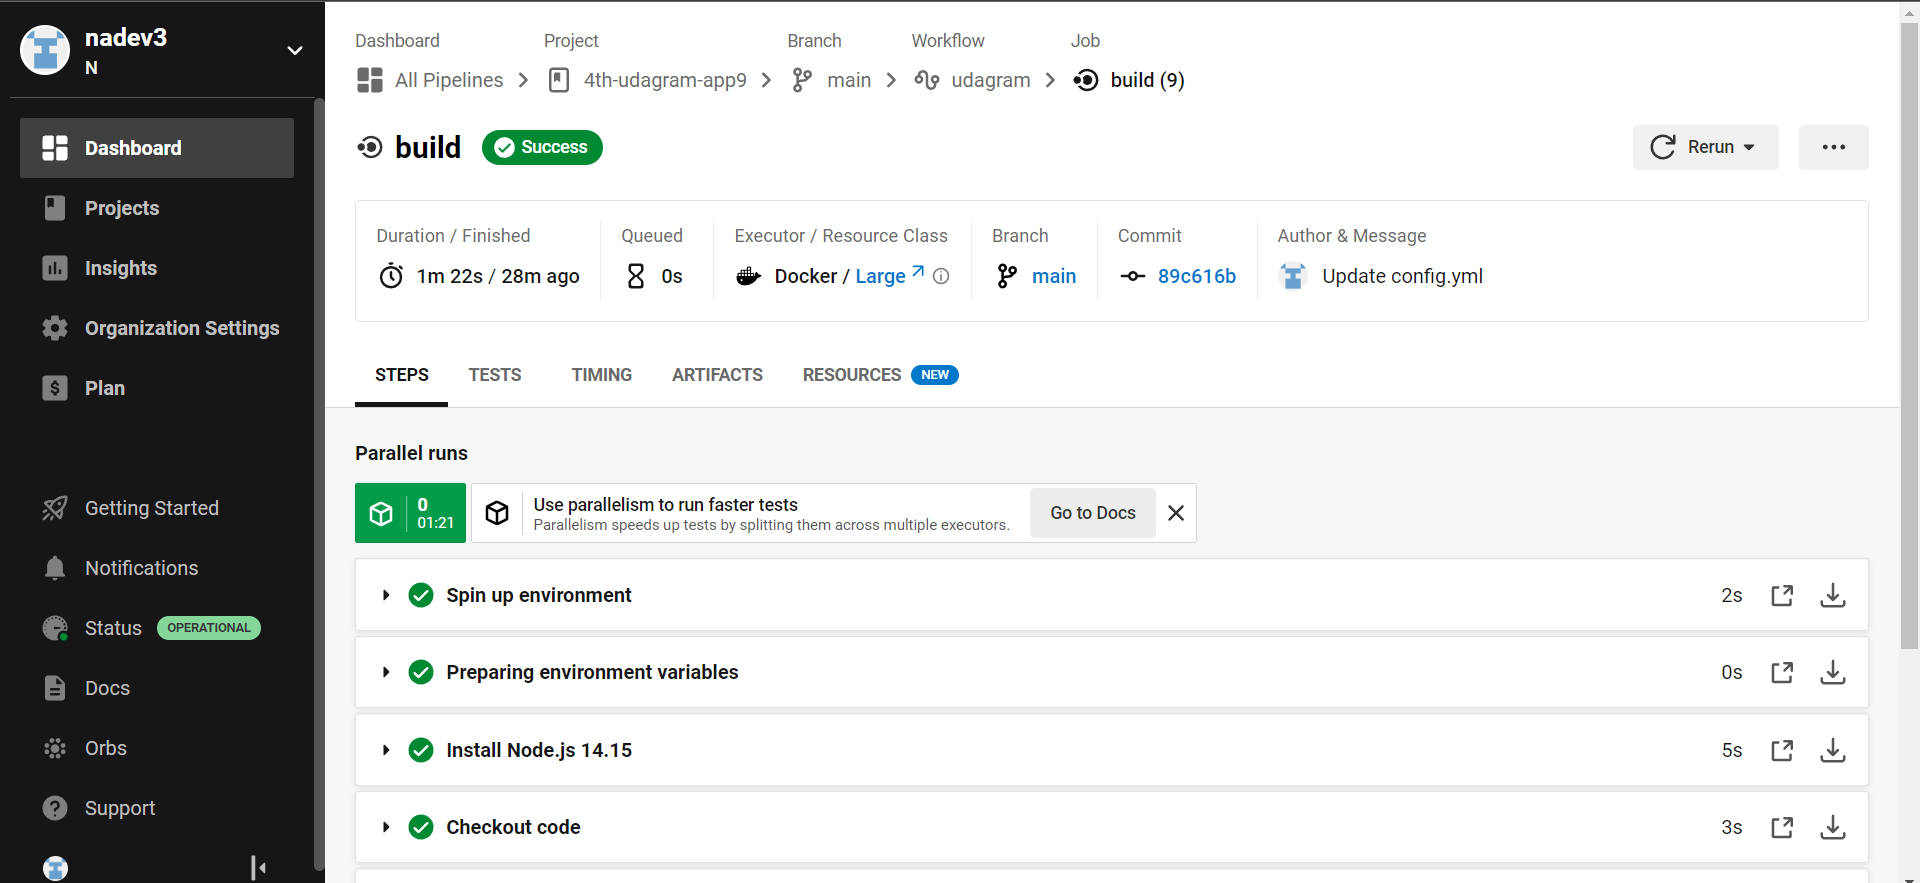 nadev3
N
Dashboard
Projects
Insights
Organization Settings
Plan
Getting Started
Notifications
Status OPERATIONAL
Docs
Orbs
Support
Dashboard Project Branch Workflow Job
All Pipelines 4th-udagram-app9 main udagram build (9)
build Success
Rerun
Duration / Finished Queued Executor / Resource Class Branch Commit Author & Message
1m 22s / 28m ago 0s Docker / Large main 89c616b Update config.yml
STEPS TESTS TIMING ARTIFACTS RESOURCES NEW
Parallel runs
0
01:21
Use parallelism to run faster tests
Parallelism speeds up tests by splitting them across multiple executors.
Go to Docs
Spin up environment 2s
Preparing environment variables 0s
Install Node.js 14.15 5s
Checkout code 3s